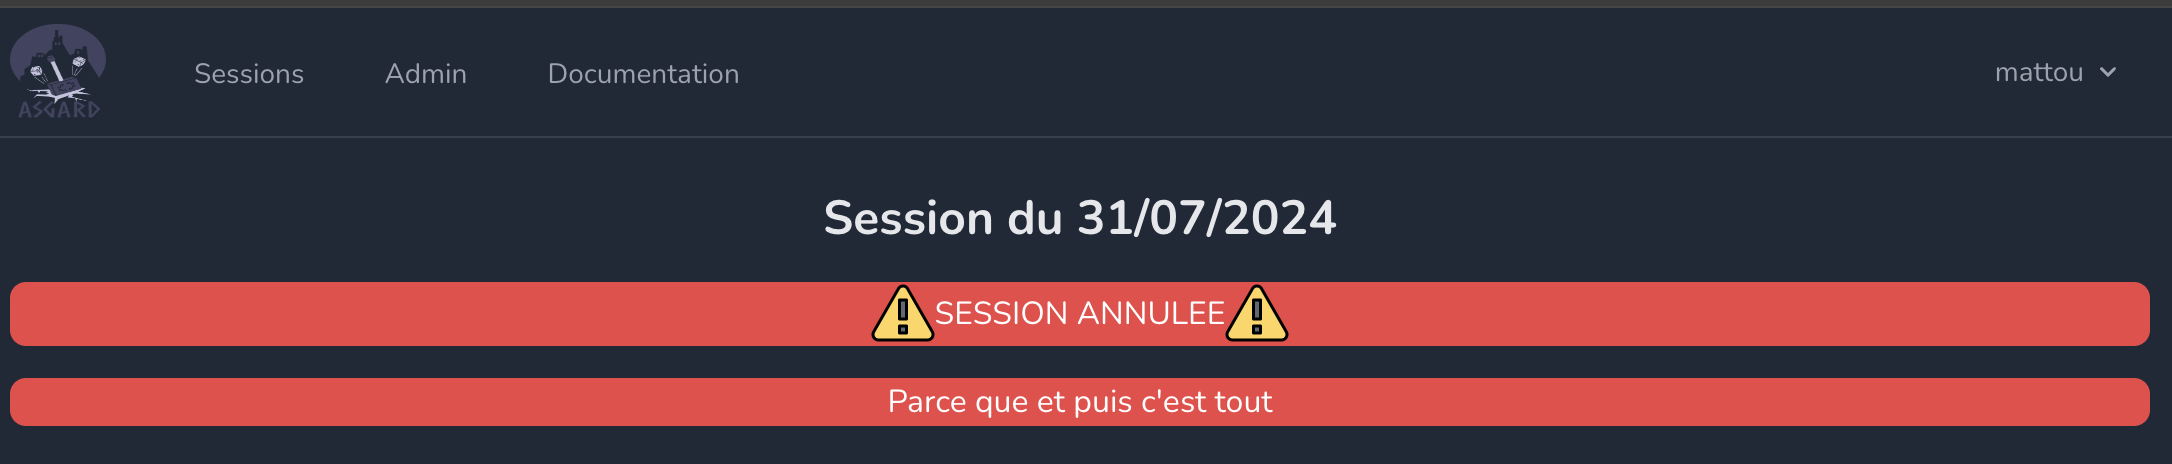 ASGARD
Sessions Admin Documentation mattou
Session du 31/07/2024
SESSION ANNULEE
Parce que et puis c'est tout